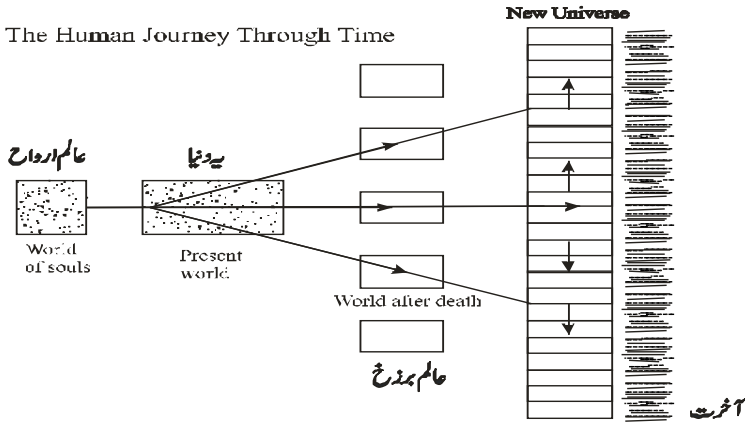 New Universe
The Human Journey Through Time
عالم ارواح
یہ دنیا
World
of souls
Present
world
World after death
عالم برزخ
آخرت